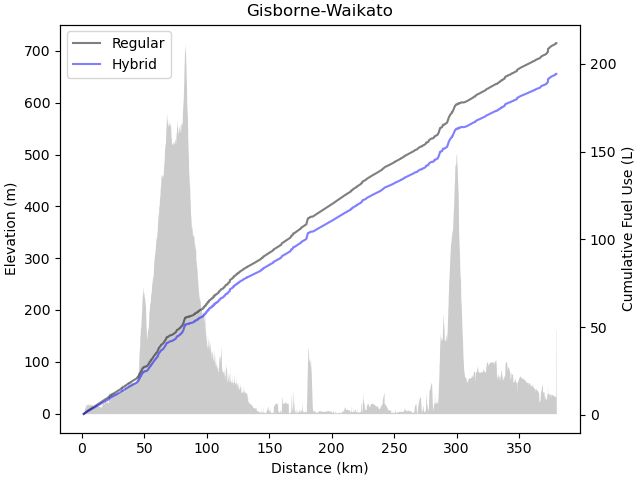 Gisborne-Waikato
Regular
Hybrid
Elevation (m)
700
600
500
400
300
200
100
0
200
150
100
50
0
Cumulative Fuel Use (L)
0 50 100 150 200 250 300 350
Distance (km)